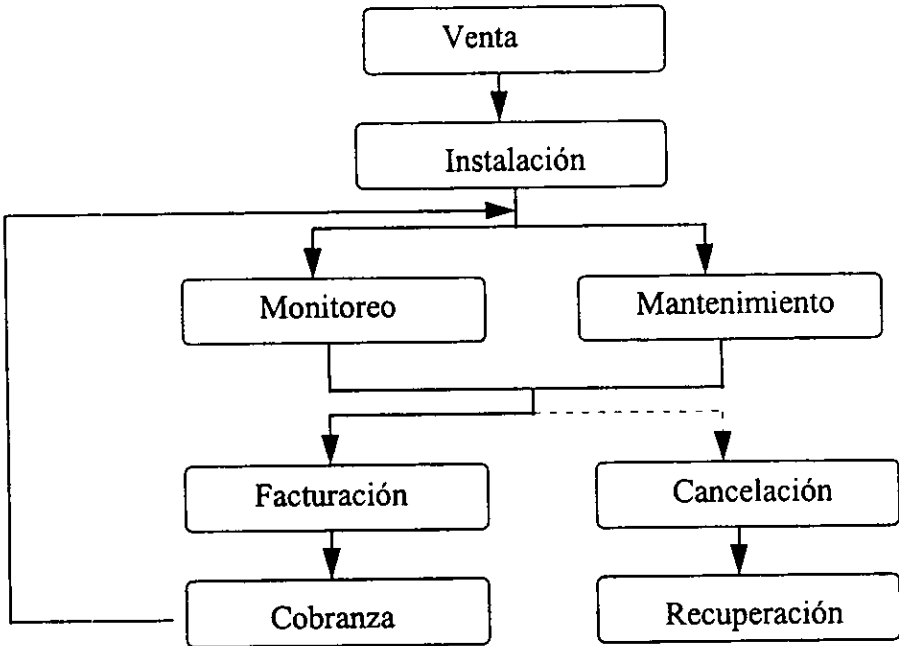 Venta
Instalación
Monitoreo
Mantenimiento
Facturación
Cancelación
Cobranza
Recuperación